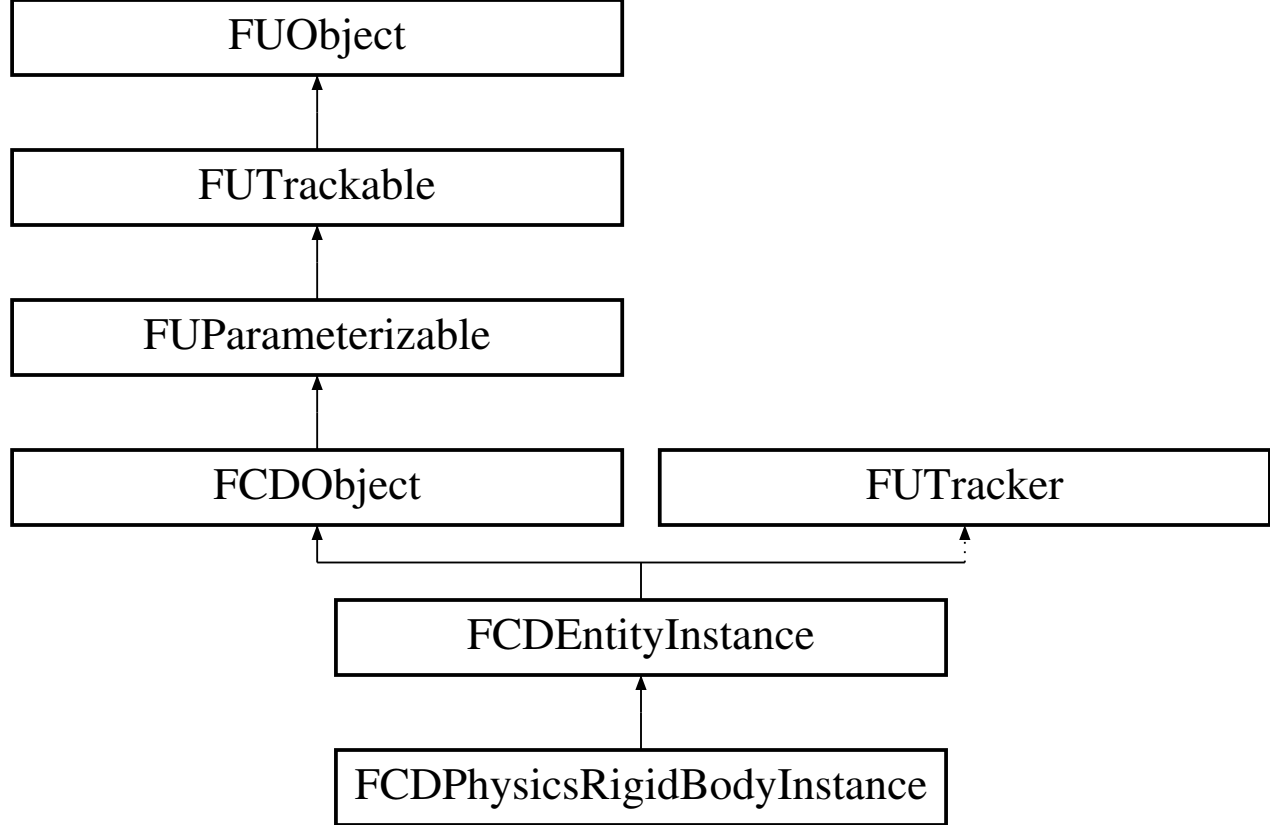 FUObject
FUTrackable
FUParameterizable
FCDObject
FUTracker
FCDEntityInstance
FCDPhysicsRigidBodyInstance